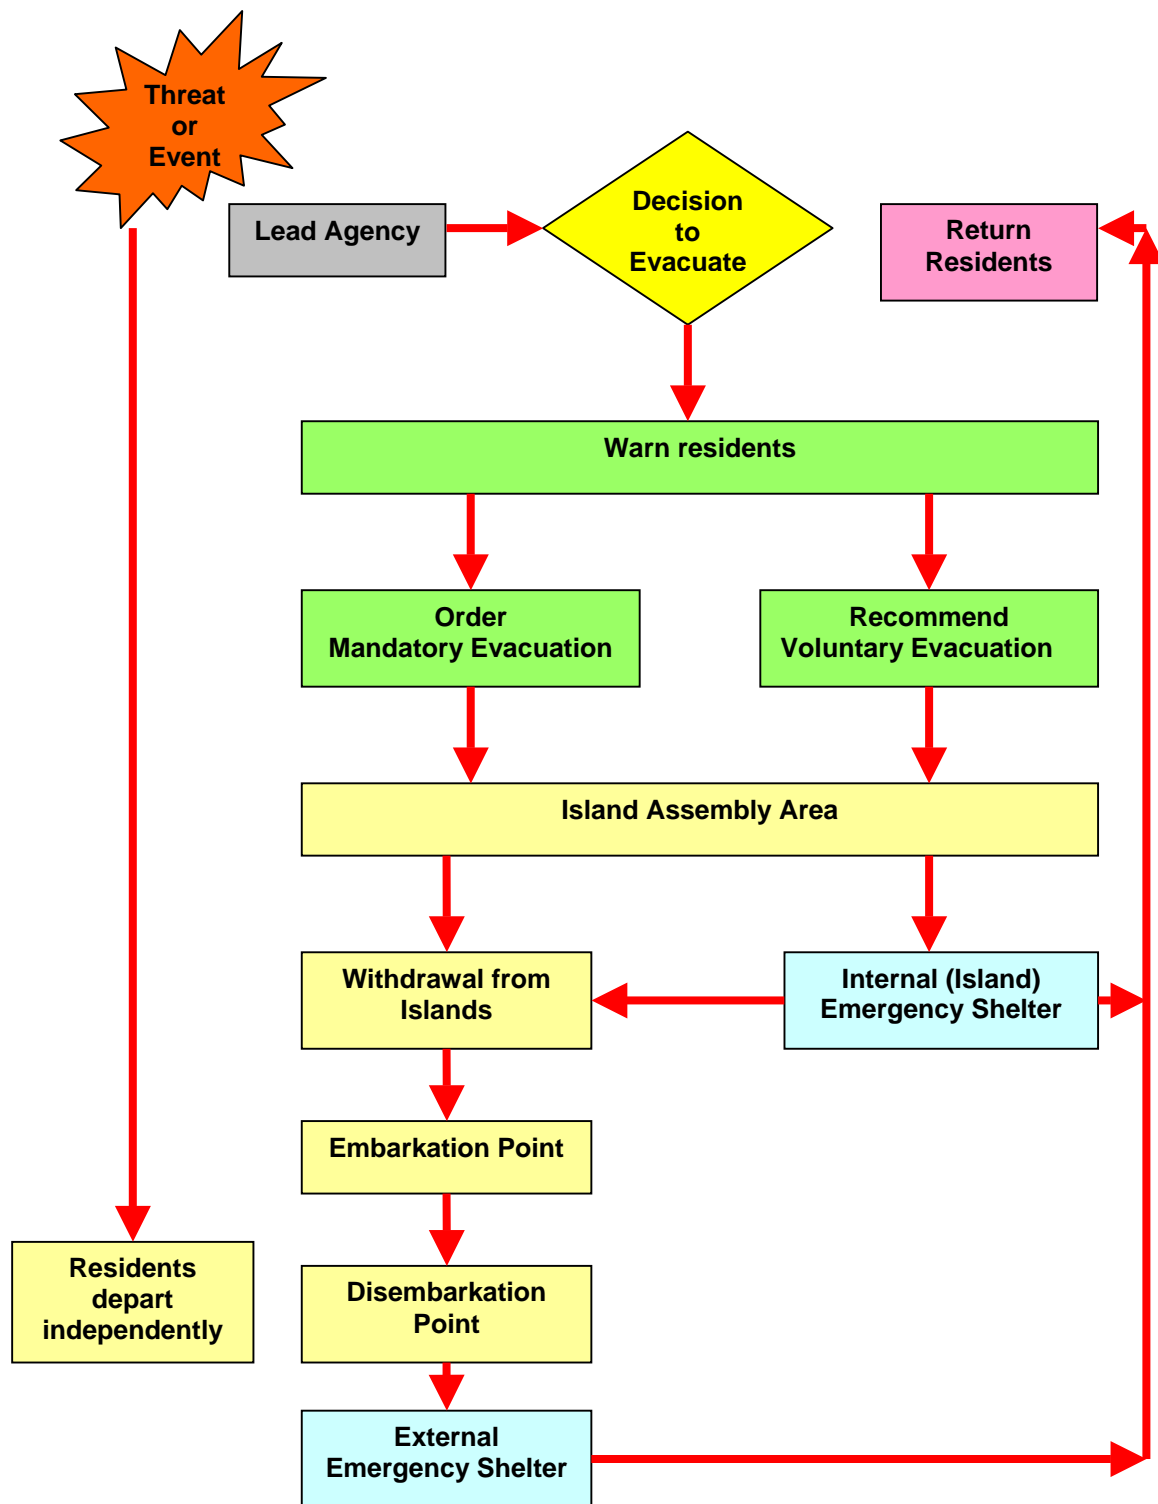 Threat
or
Event
Lead Agency
Decision
to
Evacuate
Return
Residents
Warn residents
Order
Mandatory Evacuation
Recommend
Voluntary Evacuation
Island Assembly Area
Withdrawal from
Islands
Internal (Island)
Emergency Shelter
Embarkation Point
Residents
depart
independently
Disembarkation
Point
External
Emergency Shelter